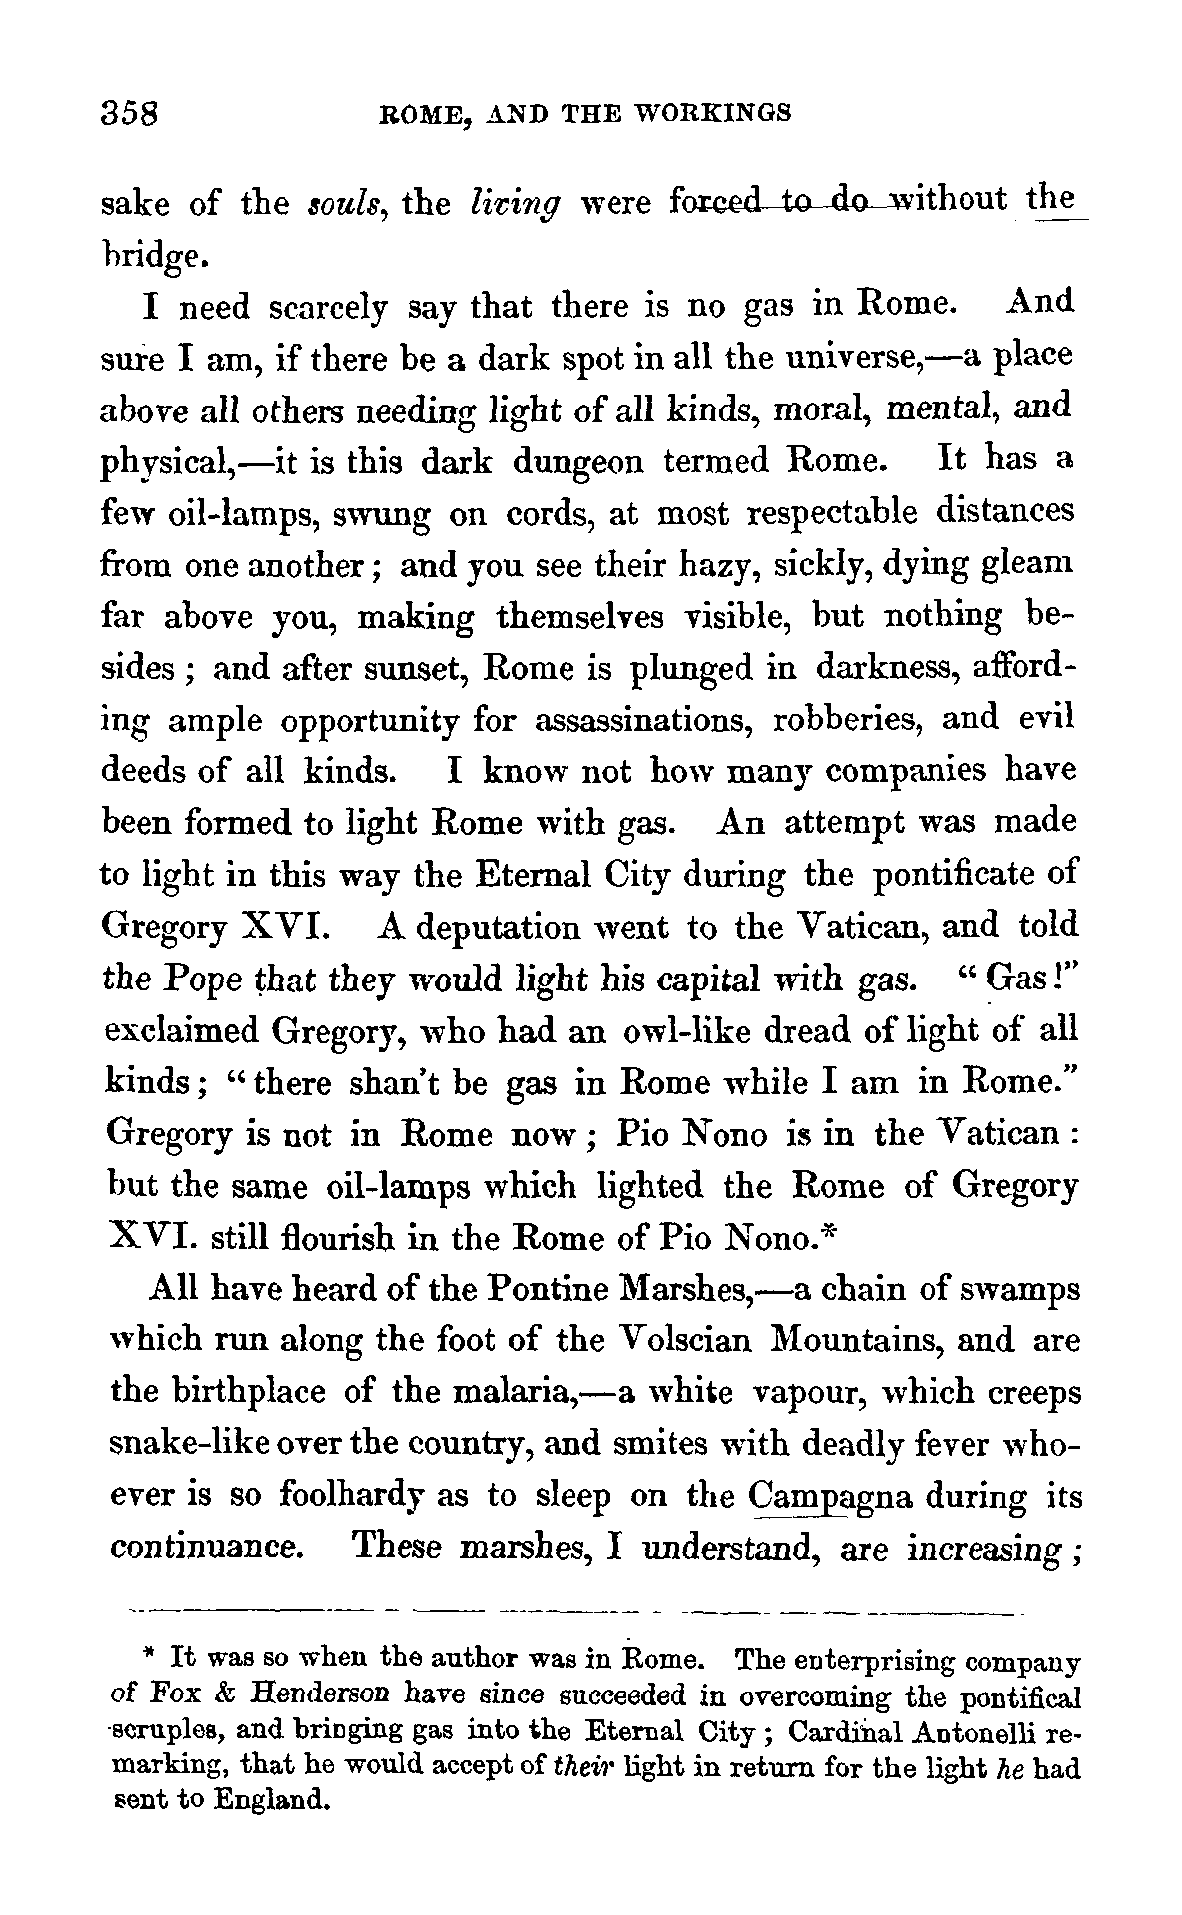 358 ROME, AND THE WORKINGS
sake of the souls, the living were forced to do without the
bridge.
I need scarcely say that there is no gas in Rome. And
sure I am, if there be a dark spot in all the universe,—a place
above all others needing light of all kinds, moral, mental, and
physical,—it is this dark dungeon termed Rome. It has a
few oil-lamps, swung on cords, at most respectable distances
from one another; and you see their hazy, sickly, dying gleam
far above you, making themselves visible, but nothing be-
sides; and after sunset, Rome is plunged in darkness, afford-
ing ample opportunity for assassinations, robberies, and evil
deeds of all kinds. I know not how many companies have
been formed to light Rome with gas. An attempt was made
to light in this way the Eternal City during the pontificate of
Gregory XVI. A deputation went to the Vatican, and told
the Pope that they would light his capital with gas. "Gas!"
exclaimed Gregory, who had an owl-like dread of light of all
kinds; "there shan't be gas in Rome while I am in Rome."
Gregory is not in Rome now; Pio Nono is in the Vatican:
but the same oil-lamps which lighted the Rome of Gregory
XVI. still flourish in the Rome of Pio Nono.*
All have heard of the Pontine Marshes,—a chain of swamps
which run along the foot of the Volscian Mountains, and are
the birthplace of the malaria,—a white vapour, which creeps
snake-like over the country, and smites with deadly fever who-
ever is so foolhardy as to sleep on the Campagna during its
continuance. These marshes, I understand, are increasing;
* It was so when the author was in Rome. The enterprising company
of Fox & Henderson have since succeeded in overcoming the pontifical
scruples, and bringing gas into the Eternal City; Cardinal Antonelli re-
marking, that he would accept of their light in return for the light he had
sent to England.